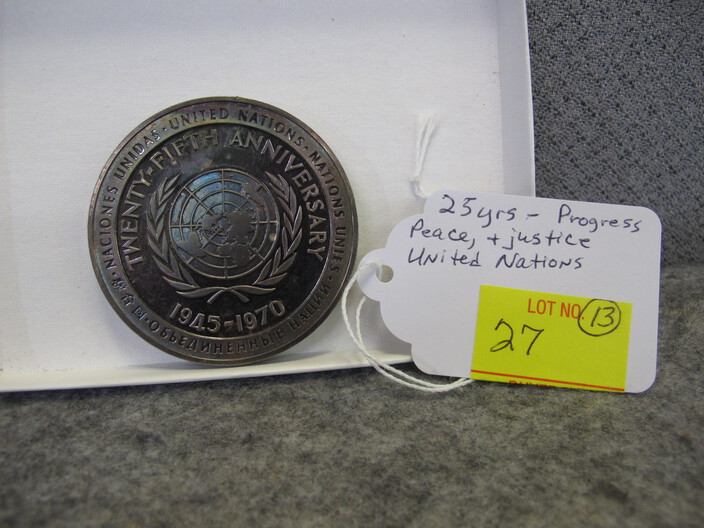 NACIONES UNIDAS · UNITED NATIONS · NATIONS UNIES · ОБЪЕДИНЕННЫЕ НАЦИИ ·
TWENTY-FIFTH ANNIVERSARY
1945-1970
25yrs - Progress
Peace, + justice
United Nations
LOT NO. 13
27